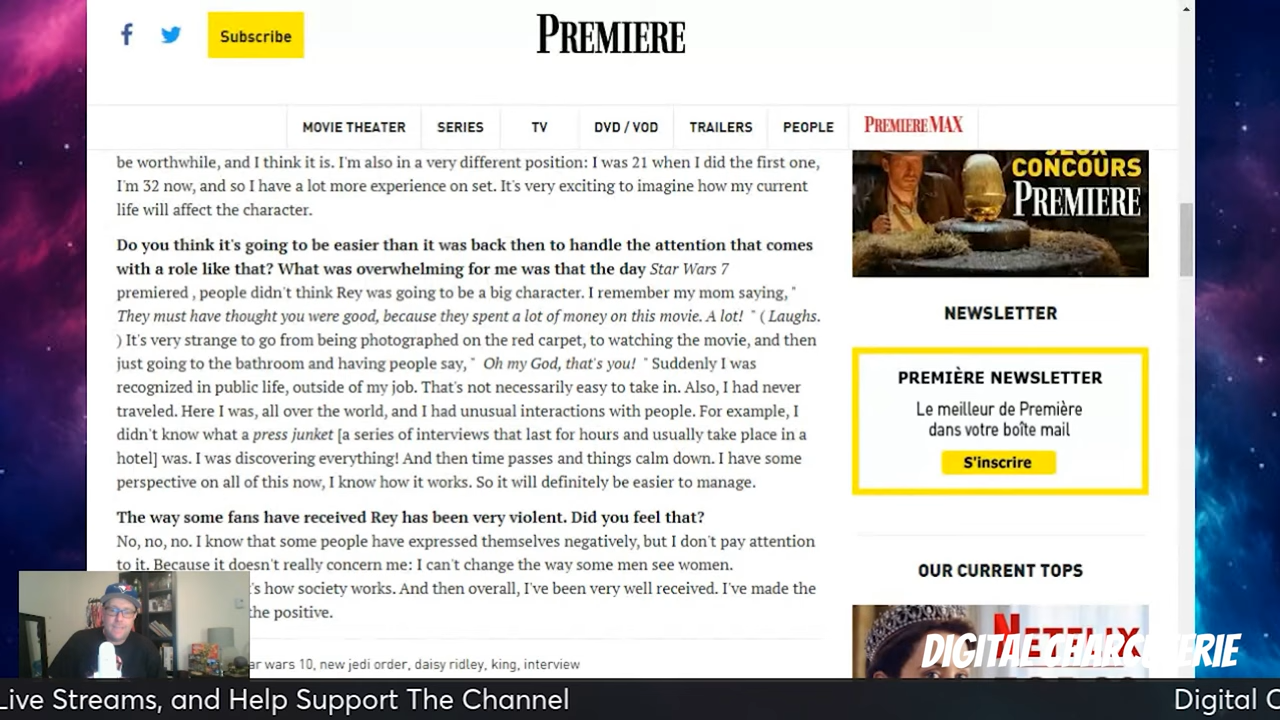 Subscribe
PREMIERE
MOVIE THEATER
SERIES
TV
DVD / VOD
TRAILERS
PEOPLE
PREMIERE MAX
be worthwhile, and I think it is. I'm also in a very different position: I was 21 when I did the first one,
I'm 32 now, and so I have a lot more experience on set. It's very exciting to imagine how my current
life will affect the character.
Do you think it's going to be easier than it was back then to handle the attention that comes
with a role like that? What was overwhelming for me was that the day Star Wars 7
premiered , people didn't think Rey was going to be a big character. I remember my mom saying, "
They must have thought you were good, because they spent a lot of money on this movie. A lot! " ( Laughs.
) It's very strange to go from being photographed on the red carpet, to watching the movie, and then
just going to the bathroom and having people say, " Oh my God, that's you! " Suddenly I was
recognized in public life, outside of my job. That's not necessarily easy to take in. Also, I had never
traveled. Here I was, all over the world, and I had unusual interactions with people. For example, I
didn't know what a press junket [a series of interviews that last for hours and usually take place in a
hotel] was. I was discovering everything! And then time passes and things calm down. I have some
perspective on all of this now, I know how it works. So it will definitely be easier to manage.
The way some fans have received Rey has been very violent. Did you feel that?
No, no, no. I know that some people have expressed themselves negatively, but I don't pay attention
to it. Because it doesn't really concern me: I can't change the way some men see women.
's how society works. And then overall, I've been very well received. I've made the
the positive.
ar wars 10, new jedi order, daisy ridley, king, interview
JEUX
CONCOURS
PREMIERE
NEWSLETTER
PREMIÈRE NEWSLETTER
Le meilleur de Première
dans votre boîte mail
S'inscrire
OUR CURRENT TOPS
NETFLIX
DIGITAL CHARCUTERIE
Live Streams, and Help Support The Channel
Digital C